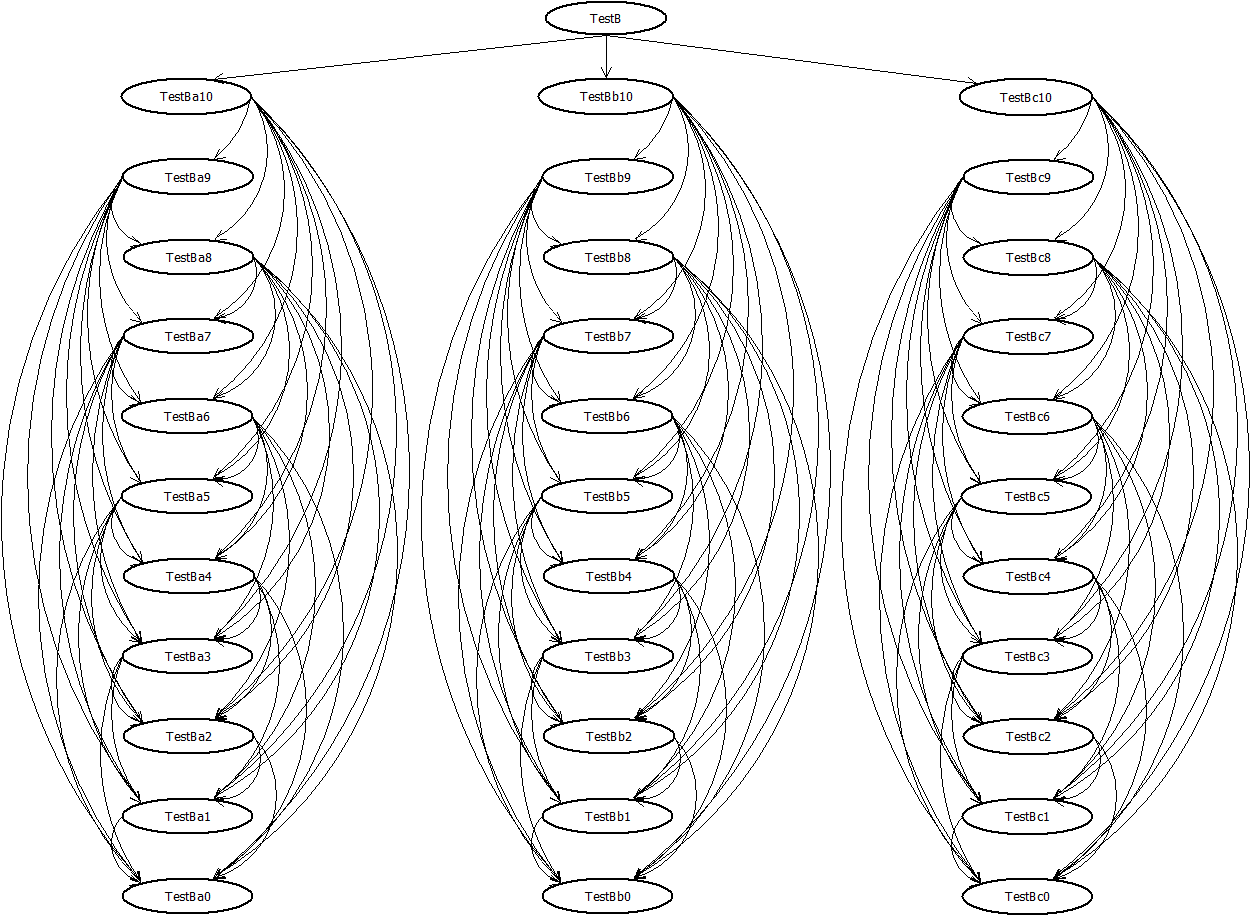 TestB
TestBa10 TestBb10 TestBc10
TestBa9 TestBb9 TestBc9
TestBa8 TestBb8 TestBc8
TestBa7 TestBb7 TestBc7
TestBa6 TestBb6 TestBc6
TestBa5 TestBb5 TestBc5
TestBa4 TestBb4 TestBc4
TestBa3 TestBb3 TestBc3
TestBa2 TestBb2 TestBc2
TestBa1 TestBb1 TestBc1
TestBa0 TestBb0 TestBc0